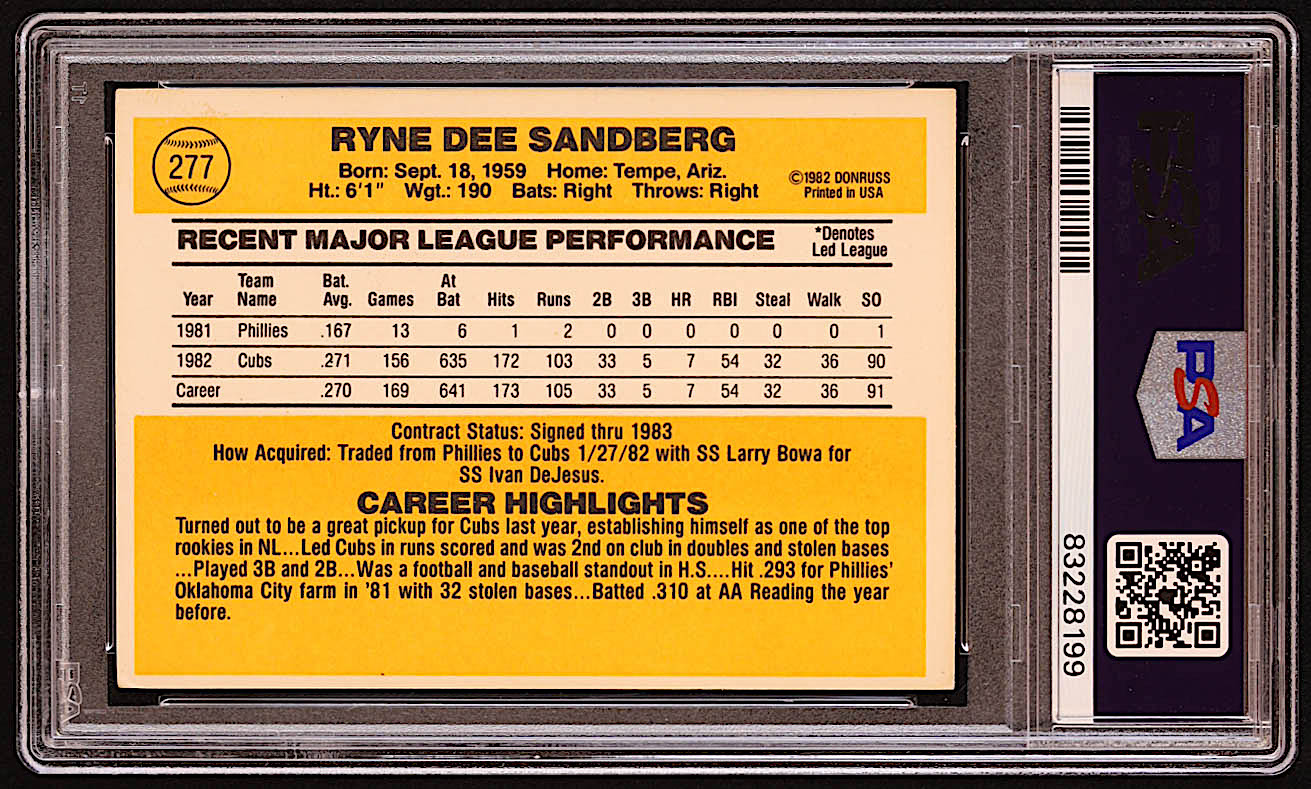 277
RYNE DEE SANDBERG
Born: Sept. 18, 1959 Home: Tempe, Ariz.
Ht.: 6'1" Wgt.: 190 Bats: Right Throws: Right
©1982 DONRUSS
Printed in USA
RECENT MAJOR LEAGUE PERFORMANCE
*Denotes
Led League
Team Bat. At
Year Name Avg. Games Bat Hits Runs 2B 3B HR RBI Steal Walk SO
1981 Phillies .167 13 6 1 2 0 0 0 0 0 0 1
1982 Cubs .271 156 635 172 103 33 5 7 54 32 36 90
Career .270 169 641 173 105 33 5 7 54 32 36 91
Contract Status: Signed thru 1983
How Acquired: Traded from Phillies to Cubs 1/27/82 with SS Larry Bowa for
SS Ivan DeJesus.
CAREER HIGHLIGHTS
Turned out to be a great pickup for Cubs last year, establishing himself as one of the top
rookies in NL...Led Cubs in runs scored and was 2nd on club in doubles and stolen bases
...Played 3B and 2B...Was a football and baseball standout in H.S....Hit .293 for Phillies'
Oklahoma City farm in '81 with 32 stolen bases...Batted .310 at AA Reading the year
before.
PSA
PSA
83228199
PSA